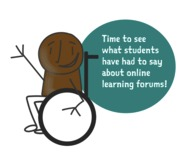 Time to see
what students
have had to say
about online
learning forums!